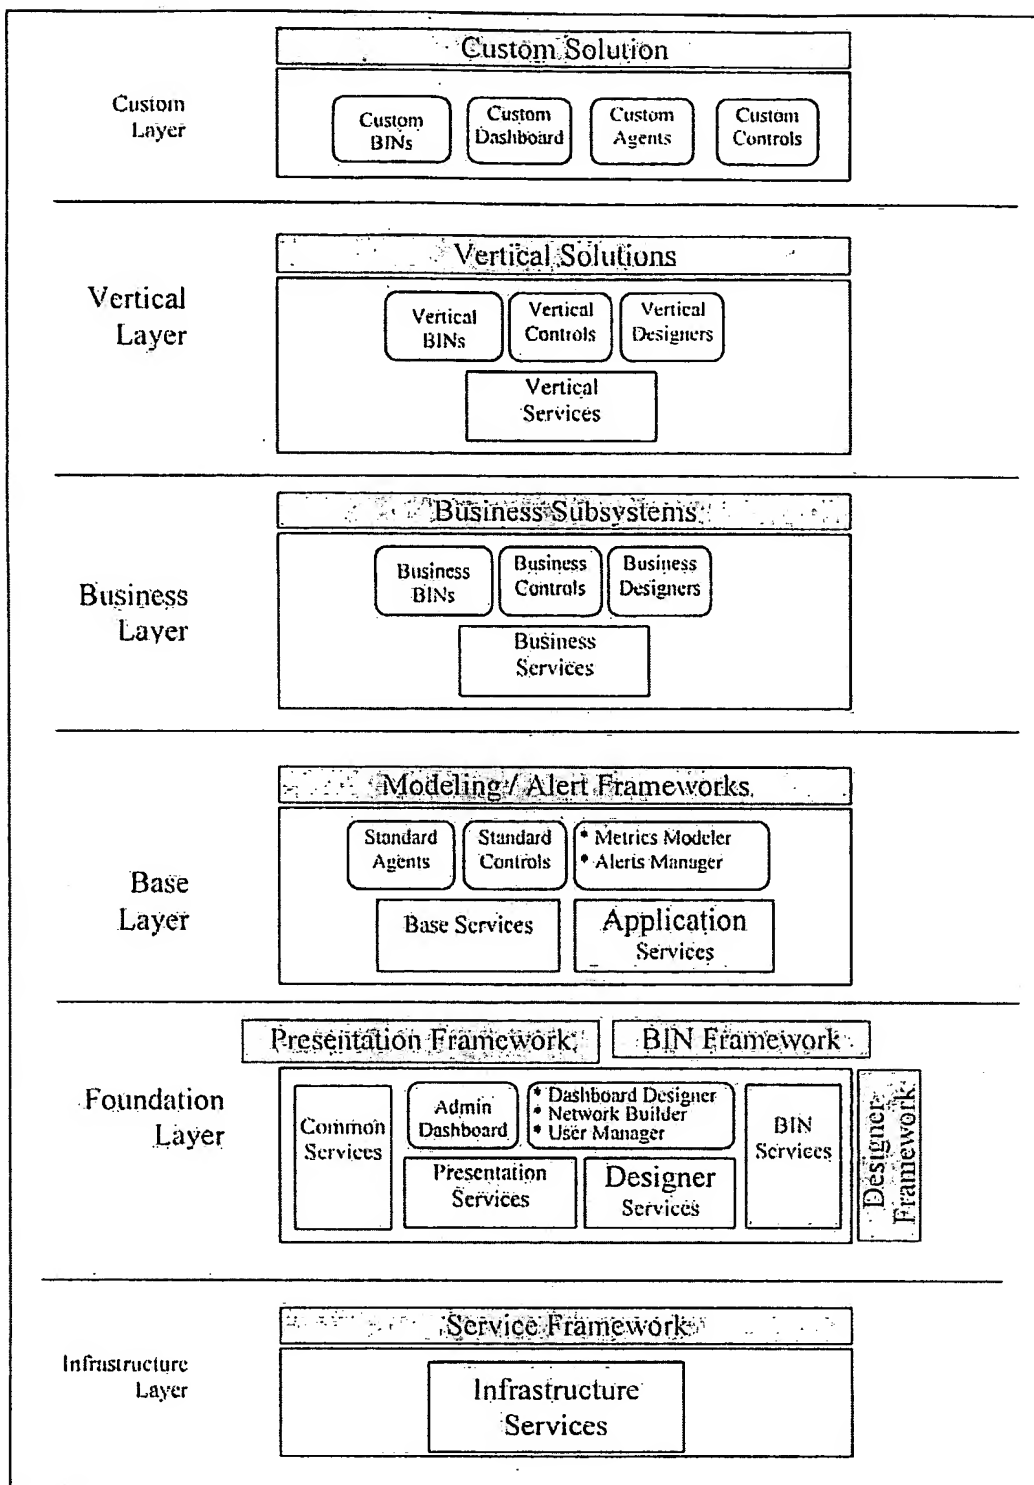 Custom Solution
Custom
Layer
Custom
BINs
Custom
Dashboard
Custom
Agents
Custom
Controls
Vertical Solutions
Vertical
Layer
Vertical
BINs
Vertical
Controls
Vertical
Designers
Vertical
Services
Business Subsystems
Business
Layer
Business
BINs
Business
Controls
Business
Designers
Business
Services
Modeling / Alert Frameworks
Base
Layer
Standard
Agents
Standard
Controls
* Metrics Modeler
* Alerts Manager
Base Services
Application
Services
Presentation Framework
BIN Framework
Foundation
Layer
Common
Services
Admin
Dashboard
* Dashboard Designer
* Network Builder
* User Manager
BIN
Services
Presentation
Services
Designer
Services
Designer
Framework
Service Framework
Infrastructure
Layer
Infrastructure
Services